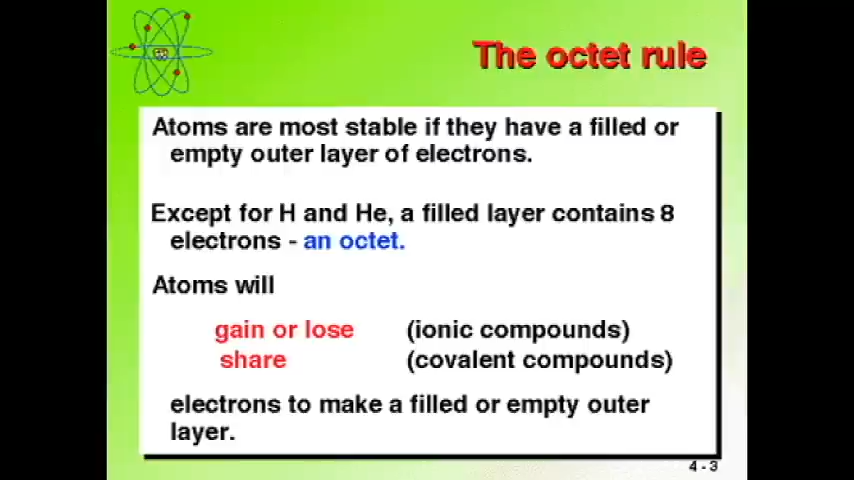 The octet rule
Atoms are most stable if they have a filled or
empty outer layer of electrons.
Except for H and He, a filled layer contains 8
electrons - an octet.
Atoms will
gain or lose (ionic compounds)
share (covalent compounds)
electrons to make a filled or empty outer
layer.
4 - 3